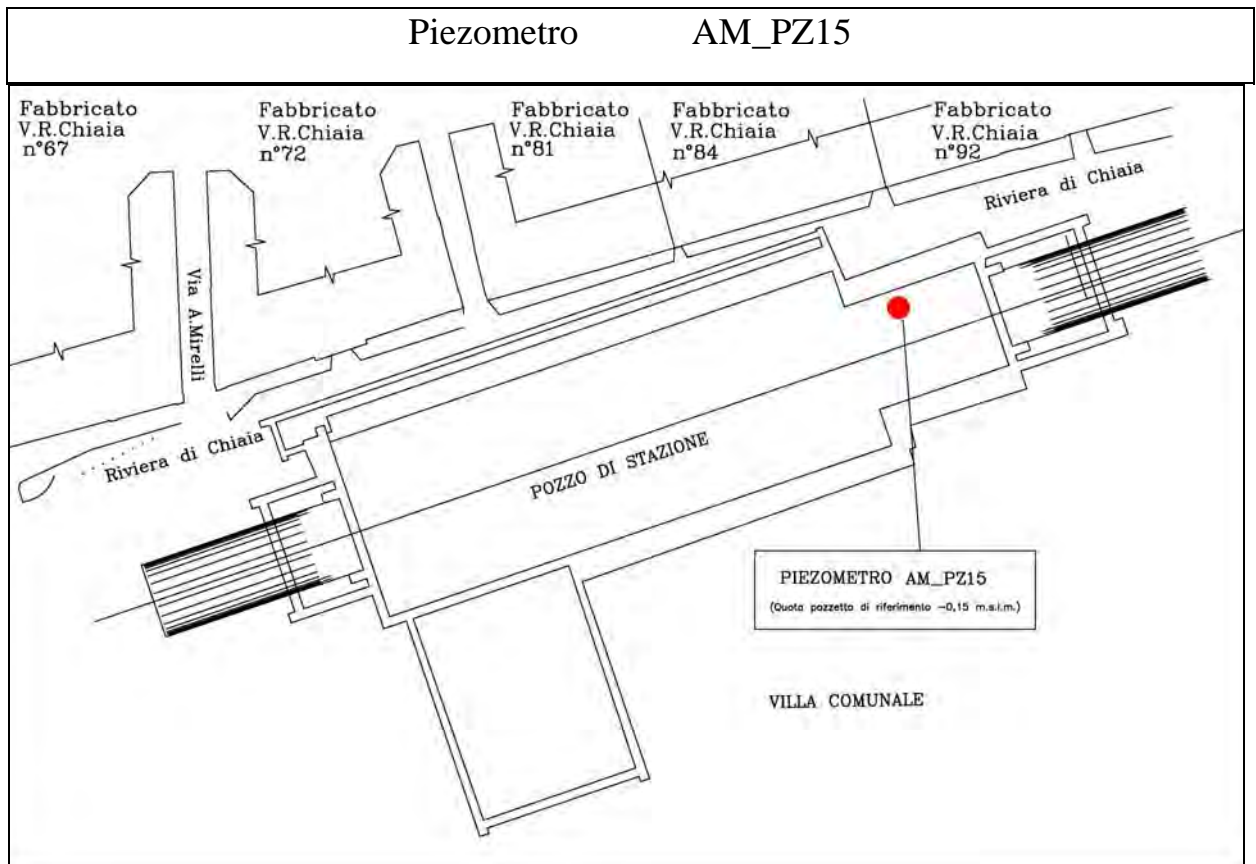 Piezometro AM_PZ15
Fabbricato
V.R.Chiaia
n°67
Fabbricato
V.R.Chiaia
n°72
Fabbricato
V.R.Chiaia
n°81
Fabbricato
V.R.Chiaia
n°84
Fabbricato
V.R.Chiaia
n°92
Riviera di Chiaia
Via A.Mirelli
Riviera di Chiaia
POZZO DI STAZIONE
PIEZOMETRO AM_PZ15
(Quota pozzetto di riferimento -0,15 m.s.l.m.)
VILLA COMUNALE